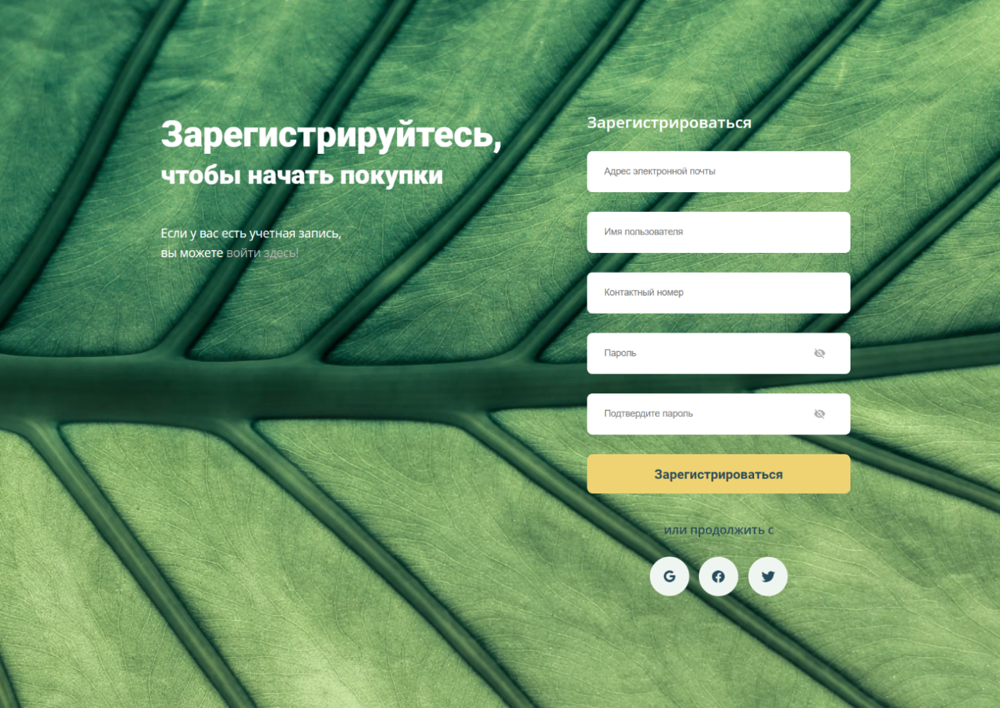 Зарегистрируйтесь,
чтобы начать покупки
Если у вас есть учетная запись,
вы можете войти здесь!
Зарегистрироваться
Адрес электронной почты
Имя пользователя
Контактный номер
Пароль
Подтвердите пароль
Зарегистрироваться
или продолжить с